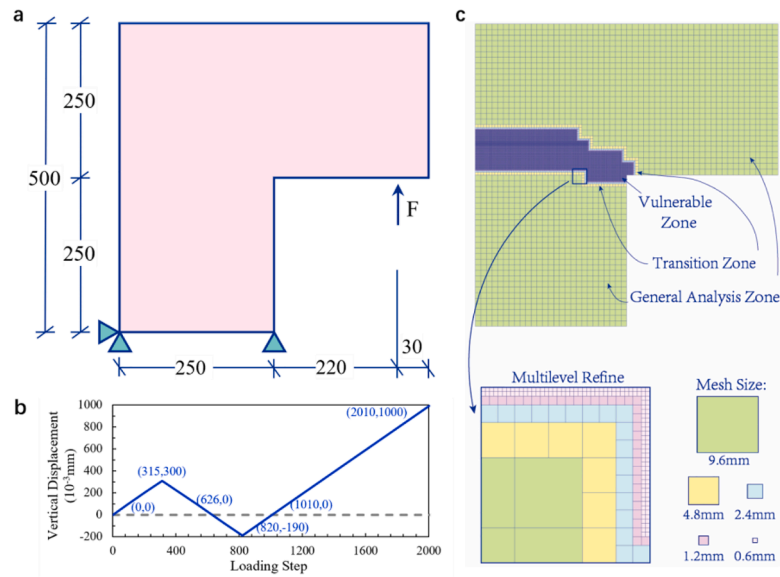 a
250
500
250
F
30
250
220
b
Vertical Displacement
(10⁻³mm)
1000
800
600
400
200
0
-200
(2010,1000)
(315,300)
(0,0)
(626,0)
(1010,0)
(820,-190)
0
400
800
1200
1600
2000
Loading Step
c
Vulnerable
Zone
Transition Zone
General Analysis Zone
Multilevel Refine
Mesh Size:
9.6mm
4.8mm
2.4mm
1.2mm
0.6mm